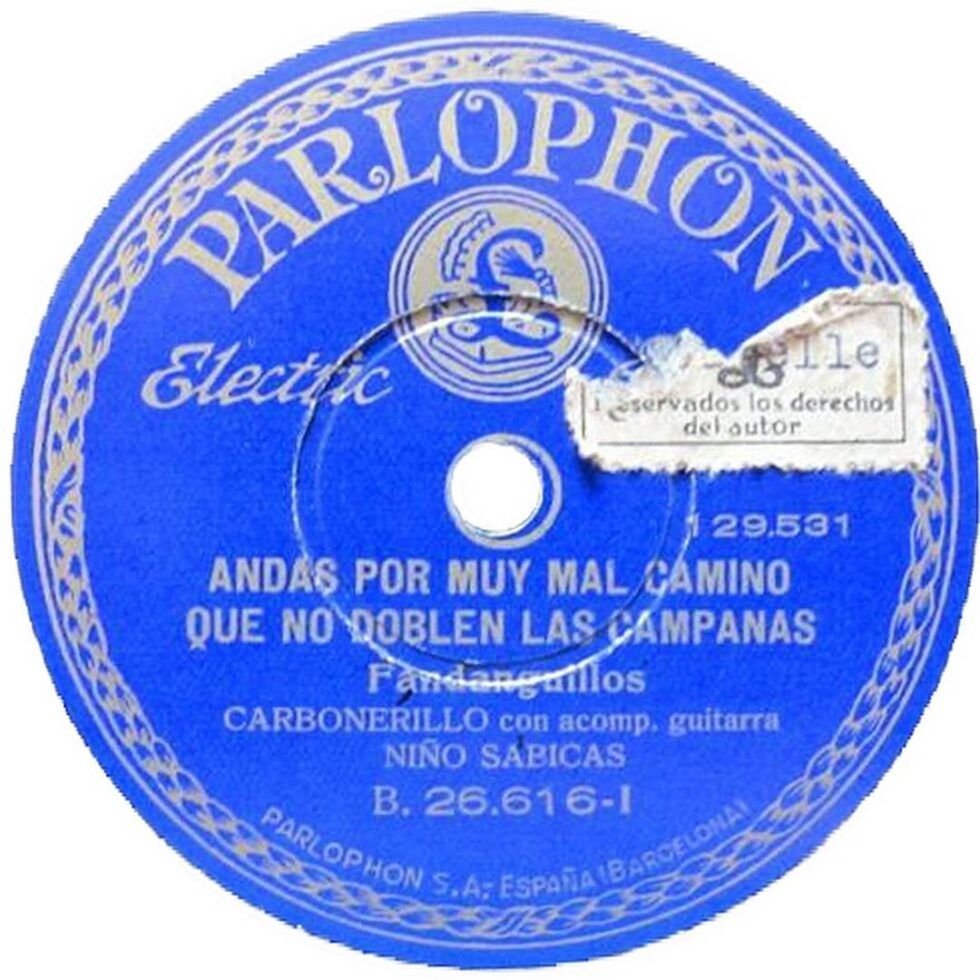 PARLOPHON
Electric
Reservados los derechos
del autor
129.531
ANDAS POR MUY MAL CAMINO
QUE NO DOBLEN LAS CAMPANAS
Fandanguillos
CARBONERILLO con acomp. guitarra
NIÑO SABICAS
B. 26.616-I
PARLOPHON S.A.-ESPAÑA (BARCELONA)